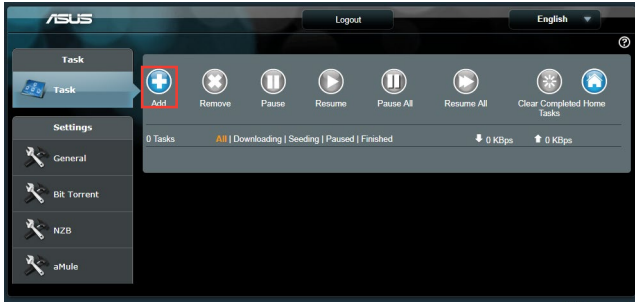 ASUS
Logout
English
Task
Task
Settings
General
Bit Torrent
NZB
aMule
Add
Remove
Pause
Resume
Pause All
Resume All
Clear Completed Tasks
Home
0 Tasks
All | Downloading | Seeding | Paused | Finished
0 KBps
0 KBps